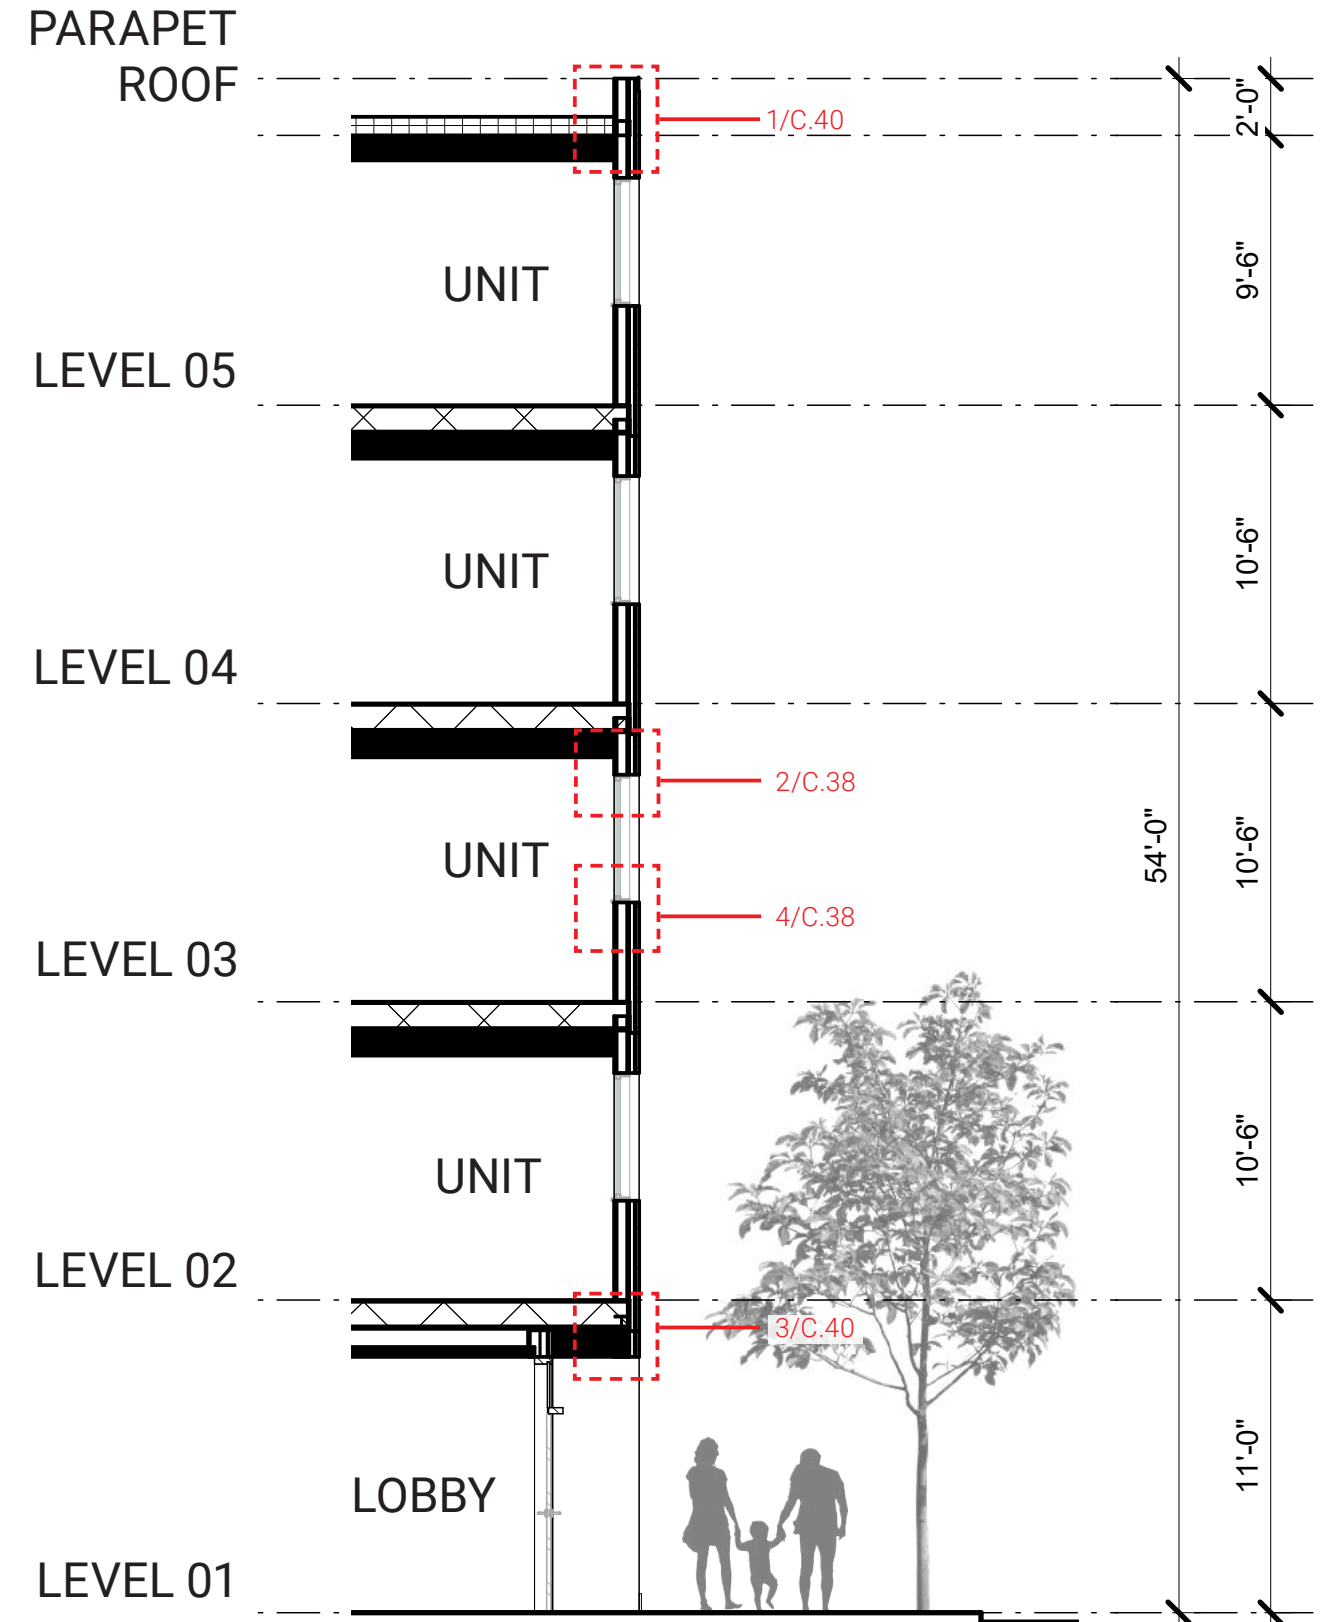 PARAPET
ROOF
1/C.40
2'-0"
UNIT
9'-6"
LEVEL 05
UNIT
10'-6"
LEVEL 04
2/C.38
UNIT
54'-0"
10'-6"
4/C.38
LEVEL 03
UNIT
10'-6"
LEVEL 02
3/C.40
LOBBY
11'-0"
LEVEL 01